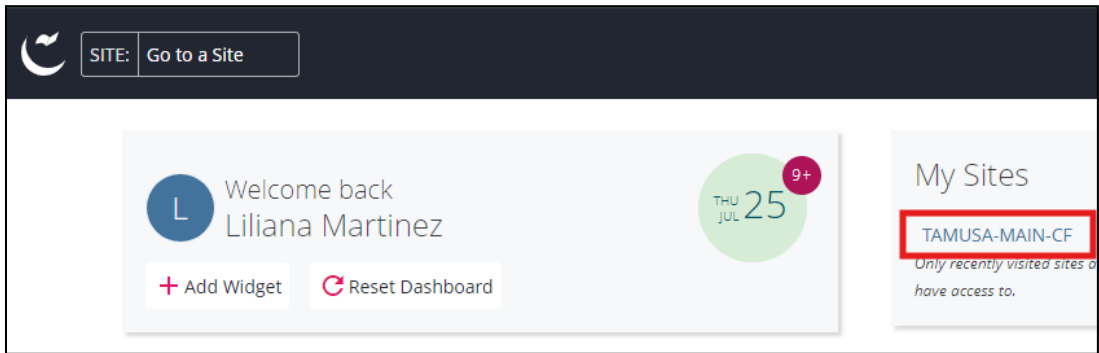 SITE: Go to a Site
L
Welcome back
Liliana Martinez
THU
JUL 25
9+
Add Widget
Reset Dashboard
My Sites
TAMUSA-MAIN-CF
Only recently visited sites
have access to.